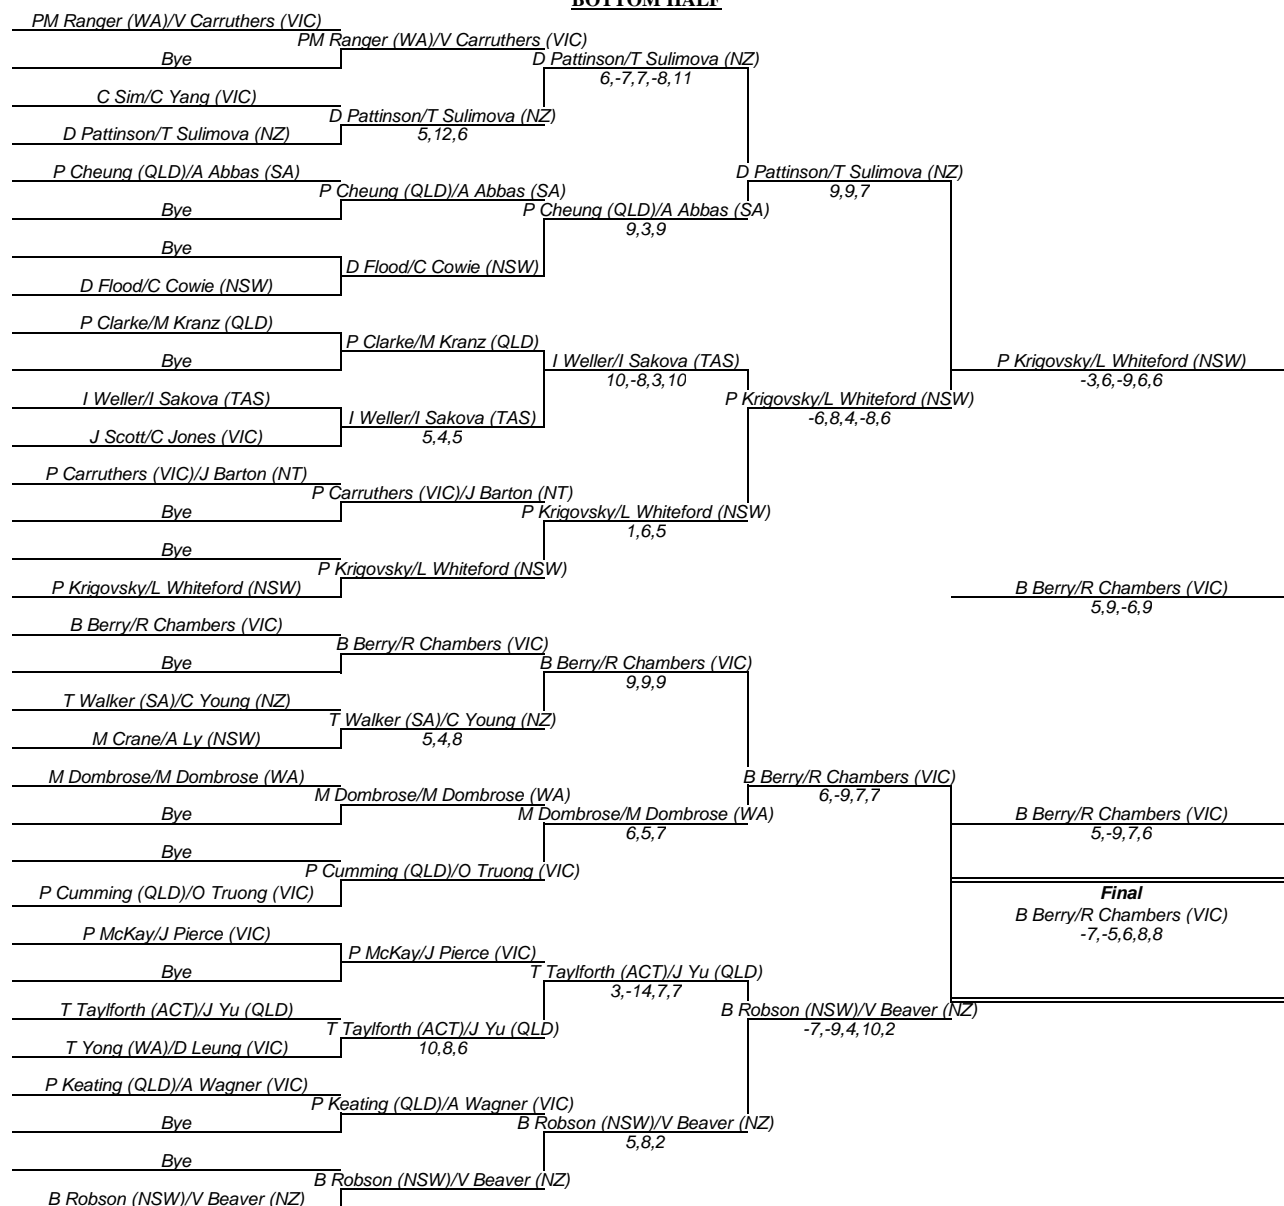 BOTTOM HALF
PM Ranger (WA)/V Carruthers (VIC)
PM Ranger (WA)/V Carruthers (VIC)
Bye
D Pattinson/T Sulimova (NZ)
6,-7,7,-8,11
C Sim/C Yang (VIC)
D Pattinson/T Sulimova (NZ)
D Pattinson/T Sulimova (NZ)
5,12,6
P Cheung (QLD)/A Abbas (SA)
D Pattinson/T Sulimova (NZ)
9,9,7
P Cheung (QLD)/A Abbas (SA)
Bye
P Cheung (QLD)/A Abbas (SA)
9,3,9
Bye
D Flood/C Cowie (NSW)
D Flood/C Cowie (NSW)
P Clarke/M Kranz (QLD)
P Clarke/M Kranz (QLD)
Bye
I Weller/I Sakova (TAS)
10,-8,3,10
P Krigovsky/L Whiteford (NSW)
-3,6,-9,6,6
I Weller/I Sakova (TAS)
P Krigovsky/L Whiteford (NSW)
-6,8,4,-8,6
I Weller/I Sakova (TAS)
5,4,5
J Scott/C Jones (VIC)
P Carruthers (VIC)/J Barton (NT)
P Carruthers (VIC)/J Barton (NT)
Bye
P Krigovsky/L Whiteford (NSW)
1,6,5
Bye
P Krigovsky/L Whiteford (NSW)
P Krigovsky/L Whiteford (NSW)
B Berry/R Chambers (VIC)
5,9,-6,9
B Berry/R Chambers (VIC)
B Berry/R Chambers (VIC)
Bye
B Berry/R Chambers (VIC)
9,9,9
T Walker (SA)/C Young (NZ)
T Walker (SA)/C Young (NZ)
5,4,8
M Crane/A Ly (NSW)
M Dombrose/M Dombrose (WA)
B Berry/R Chambers (VIC)
6,-9,7,7
M Dombrose/M Dombrose (WA)
Bye
M Dombrose/M Dombrose (WA)
6,5,7
B Berry/R Chambers (VIC)
5,-9,7,6
Bye
P Cumming (QLD)/O Truong (VIC)
P Cumming (QLD)/O Truong (VIC)
Final
B Berry/R Chambers (VIC)
-7,-5,6,8,8
P McKay/J Pierce (VIC)
P McKay/J Pierce (VIC)
Bye
T Taylforth (ACT)/J Yu (QLD)
3,-14,7,7
T Taylforth (ACT)/J Yu (QLD)
B Robson (NSW)/V Beaver (NZ)
-7,-9,4,10,2
T Taylforth (ACT)/J Yu (QLD)
10,8,6
T Yong (WA)/D Leung (VIC)
P Keating (QLD)/A Wagner (VIC)
P Keating (QLD)/A Wagner (VIC)
Bye
B Robson (NSW)/V Beaver (NZ)
5,8,2
Bye
B Robson (NSW)/V Beaver (NZ)
B Robson (NSW)/V Beaver (NZ)